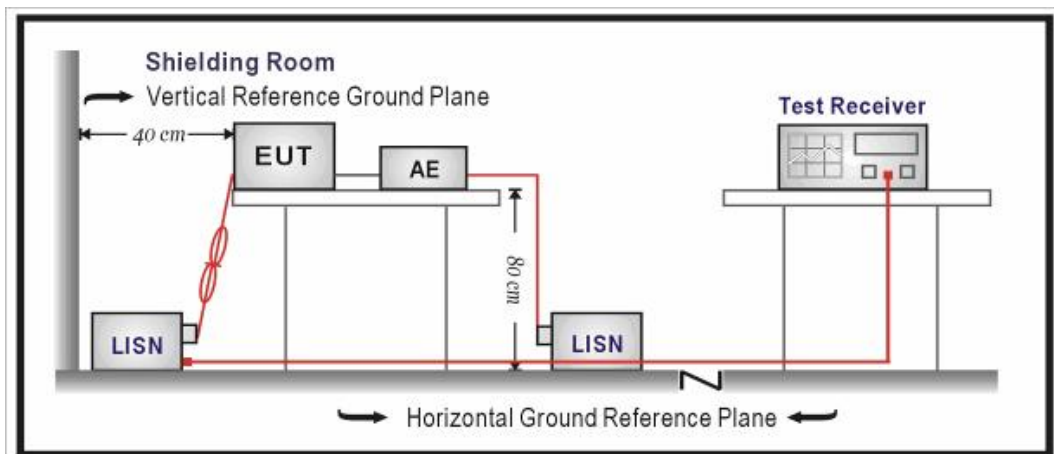 Shielding Room
Vertical Reference Ground Plane
40 cm
EUT
AE
Test Receiver
80 cm
LISN
LISN
Horizontal Ground Reference Plane